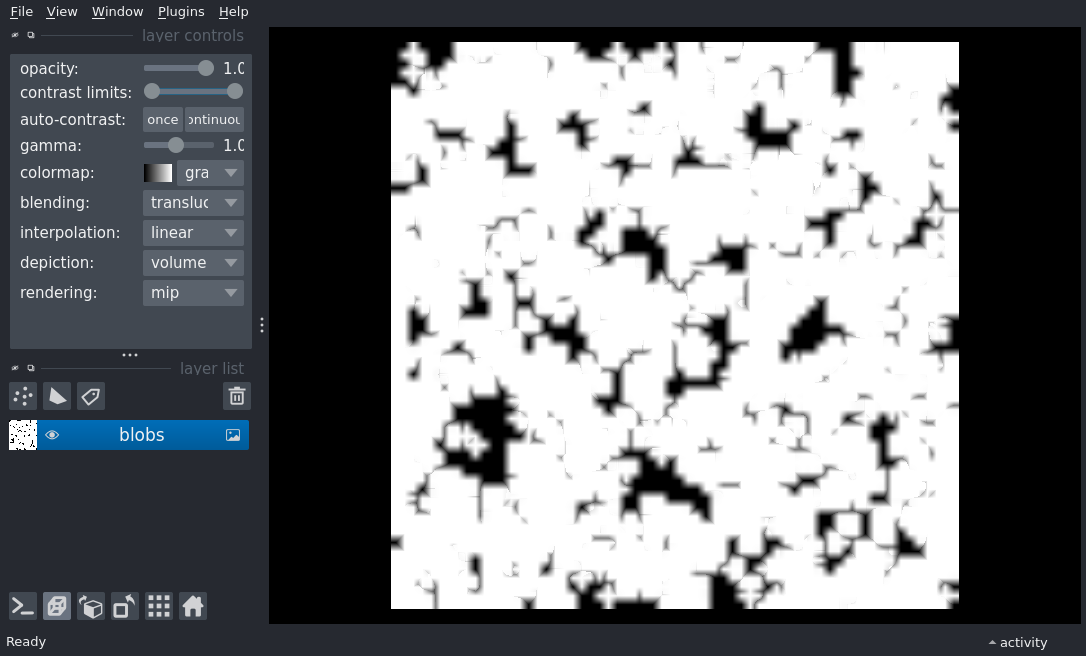 File View Window Plugins Help
layer controls
opacity: 1.0
contrast limits:
auto-contrast: once ontinuou
gamma: 1.0
colormap: gra
blending: transluc
interpolation: linear
depiction: volume
rendering: mip
layer list
blobs
Ready
activity